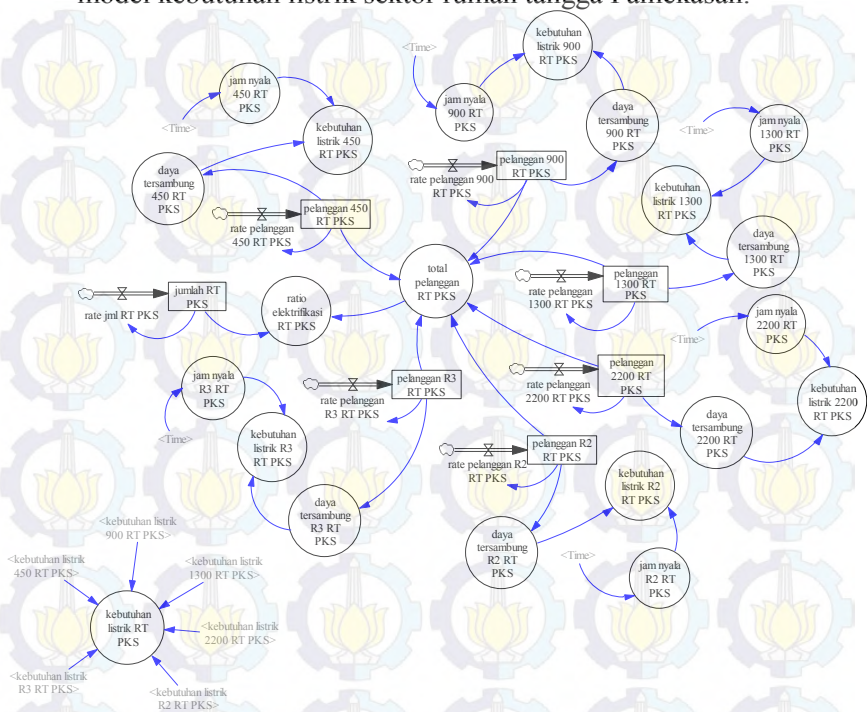 model kebutuhan listrik sektor rumah tangga Pamekasan.
<Time>
kebutuhan
listrik 900
RT PKS
jam nyala
450 RT
PKS
<Time>
kebutuhan
listrik 450
RT PKS
daya
tersambung
450 RT
PKS
jam nyala
900 RT
PKS
daya
tersambung
900 RT
PKS
<Time>
jam nyala
1300 RT
PKS
pelanggan 900
RT PKS
rate pelanggan 900
RT PKS
kebutuhan
listrik 1300
RT PKS
pelanggan 450
RT PKS
rate pelanggan
450 RT PKS
daya
tersambung
1300 RT
PKS
total
pelanggan
RT PKS
pelanggan
1300 RT
PKS
rate pelanggan
1300 RT PKS
jumlah RT
PKS
rate jml RT PKS
ratio
elektrifikasi
RT PKS
jam nyala
2200 RT
PKS
<Time>
jam nyala
R3 RT
PKS
<Time>
pelanggan R3
RT PKS
rate pelanggan
R3 RT PKS
pelanggan
2200 RT
PKS
rate pelanggan
2200 RT PKS
kebutuhan
listrik 2200
RT PKS
daya
tersambung
2200 RT
PKS
kebutuhan
listrik R3
RT PKS
pelanggan R2
RT PKS
rate pelanggan R2
RT PKS
kebutuhan
listrik R2
RT PKS
daya
tersambung
R3 RT
PKS
daya
tersambung
R2 RT
PKS
<Time>
jam nyala
R2 RT
PKS
<kebutuhan listrik
900 RT PKS>
<kebutuhan listrik
450 RT PKS>
<kebutuhan listrik
1300 RT PKS>
kebutuhan
listrik RT
PKS
<kebutuhan listrik
2200 RT PKS>
<kebutuhan listrik
R3 RT PKS>
<kebutuhan listrik
R2 RT PKS>